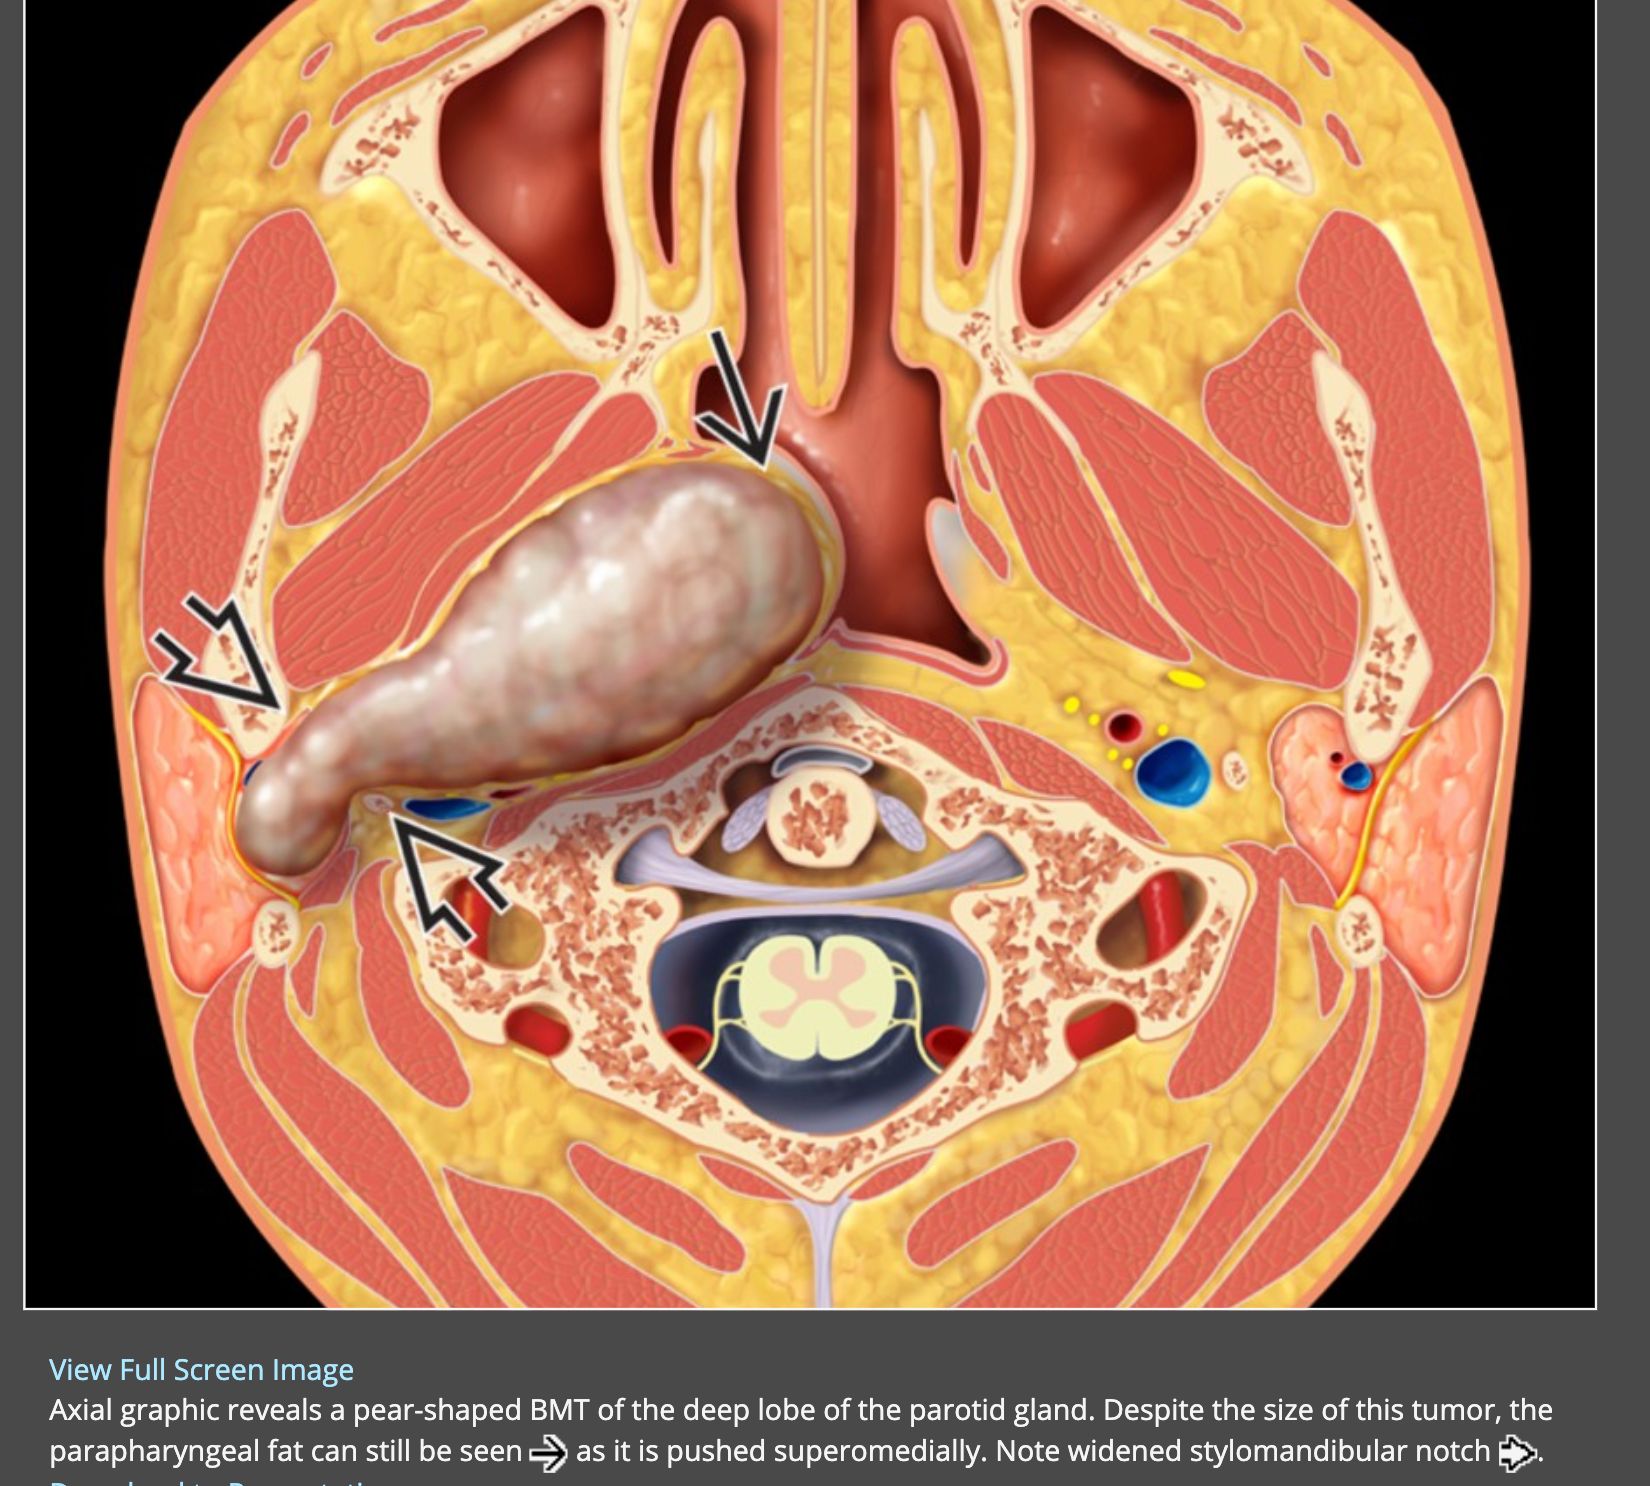 View Full Screen Image
Axial graphic reveals a pear-shaped BMT of the deep lobe of the parotid gland. Despite the size of this tumor, the
parapharyngeal fat can still be seen as it is pushed superomedially. Note widened stylomandibular notch .